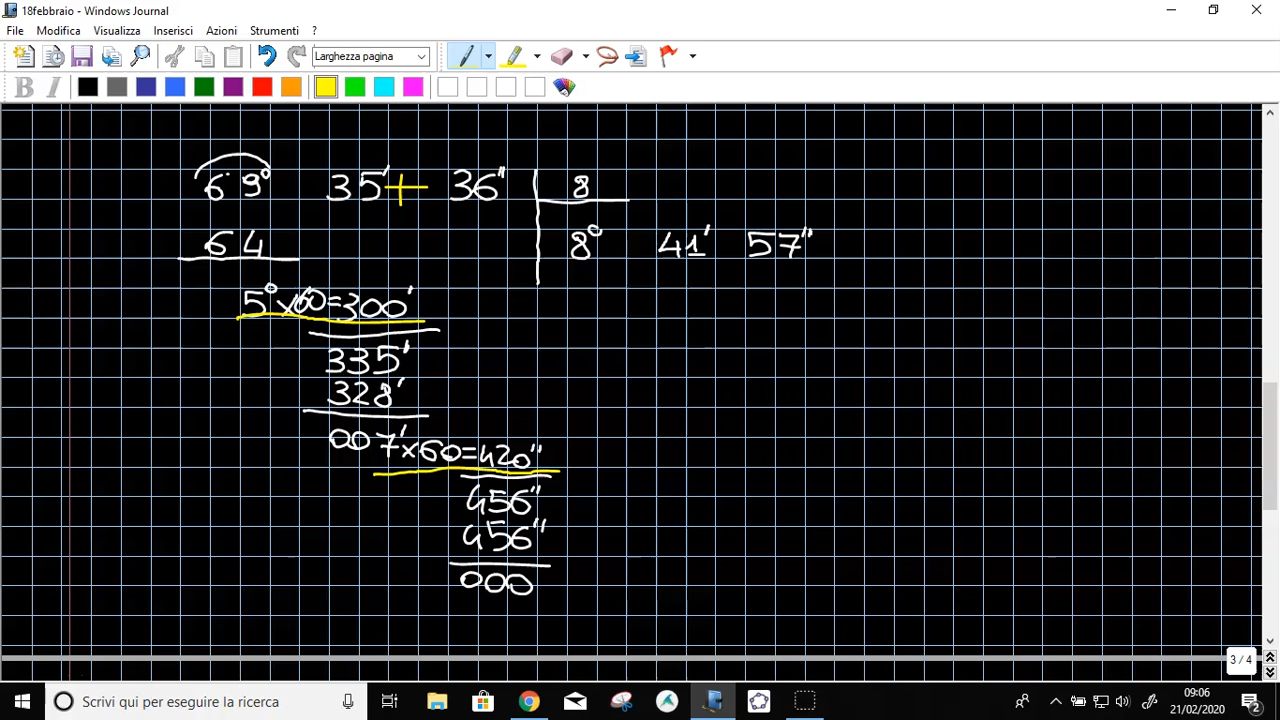 18febbraio - Windows Journal
File Modifica Visualizza Inserisci Azioni Strumenti ?
Larghezza pagina
B I
69° 35' + 36" 8
64 8° 41' 57"
5°x60=300'
335'
328'
007'x60=420"
456"
456"
000
3 / 4
Scrivi qui per eseguire la ricerca
09:06
21/02/2020
2